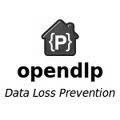 {P}
opendlp
Data Loss Prevention